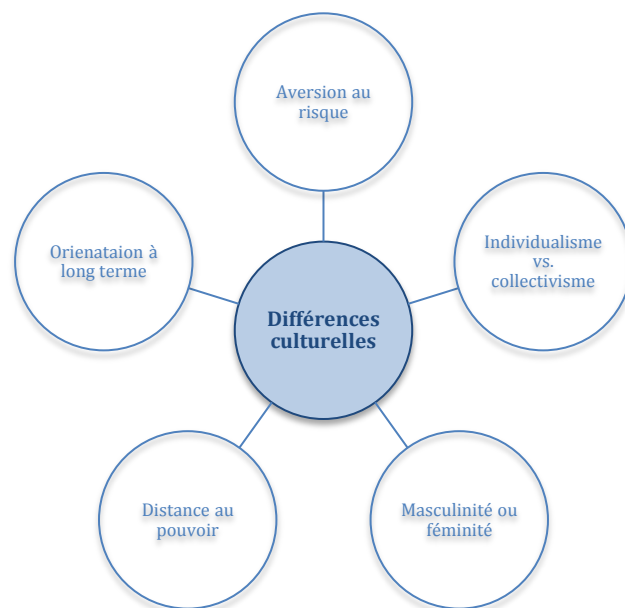 Aversion au
risque
Orienataion à
long terme
Individualisme
vs.
collectivisme
Différences
culturelles
Distance au
pouvoir
Masculinité ou
féminité